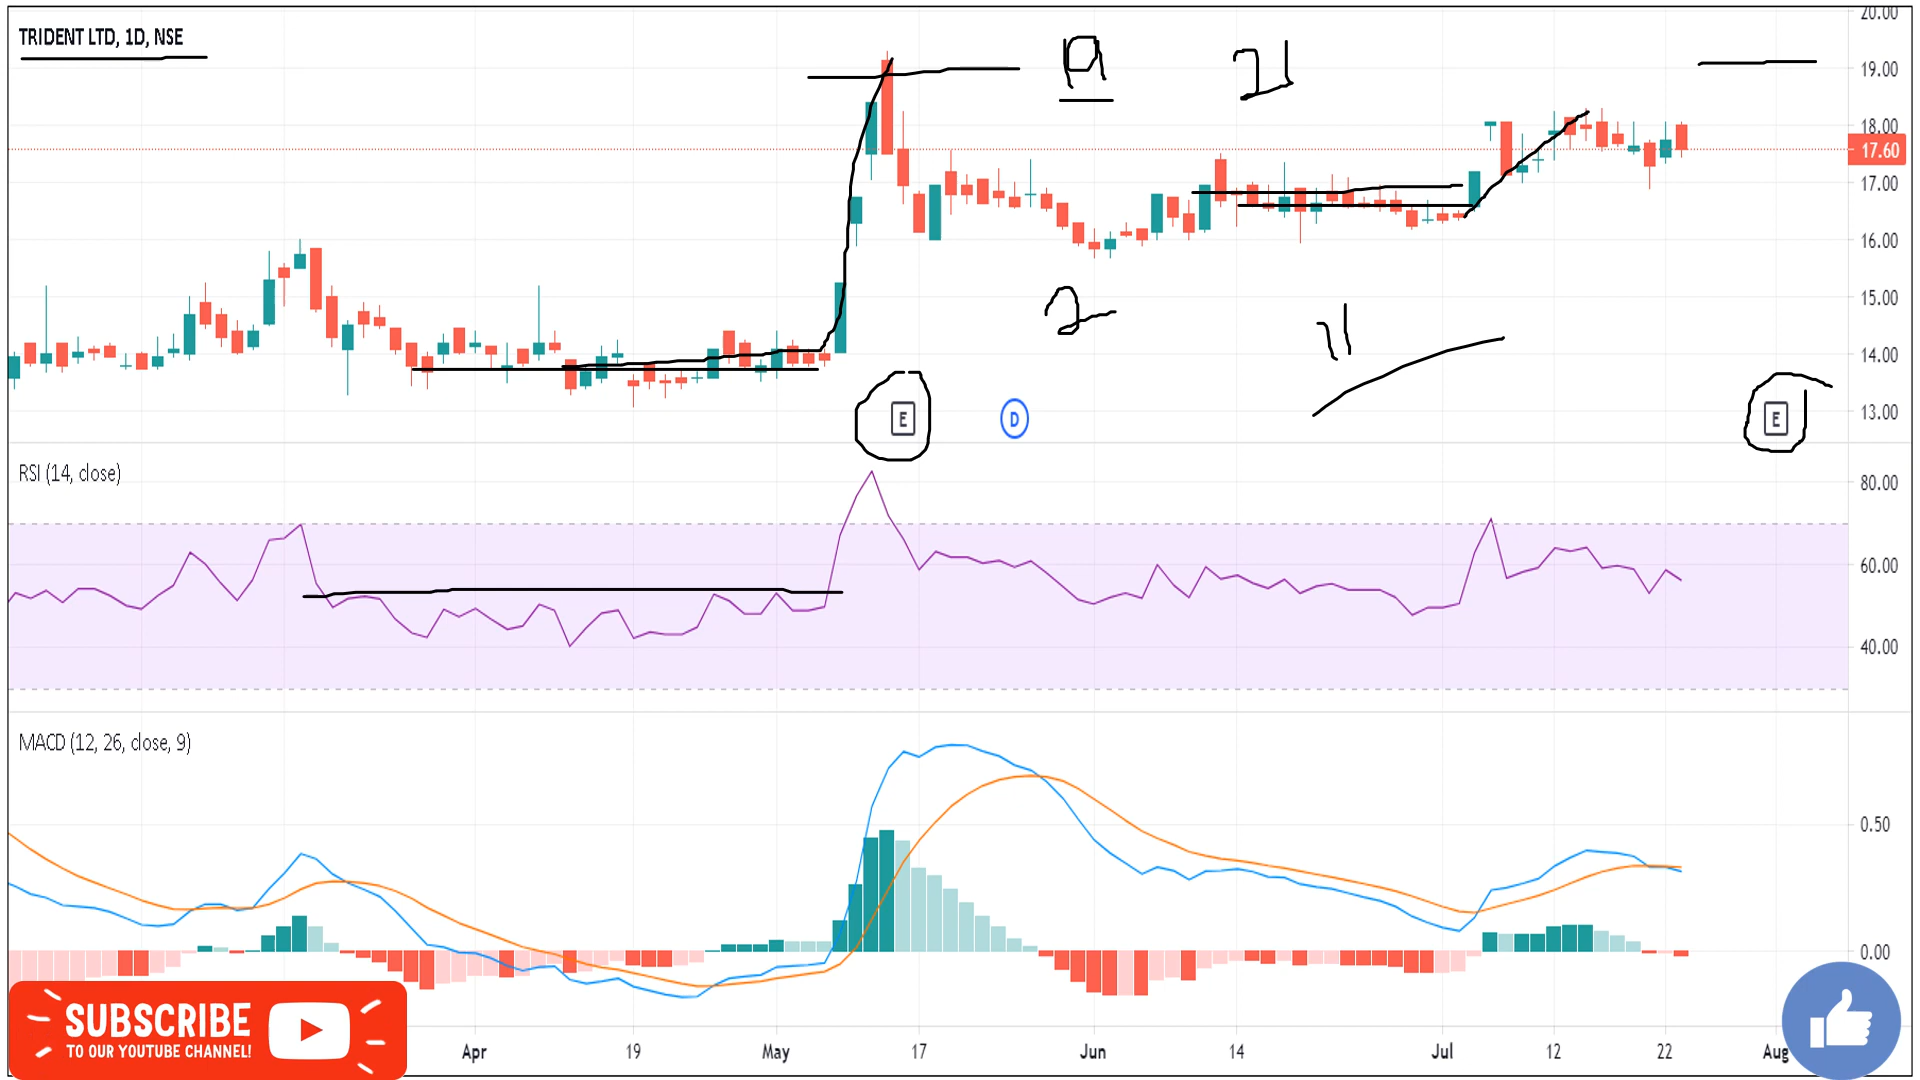 TRIDENT LTD, 1D, NSE
20.00
19.00
18.00
17.60
17.00
16.00
15.00
14.00
13.00
E
D
E
RSI (14, close)
80.00
60.00
40.00
MACD (12, 26, close, 9)
0.50
0.00
SUBSCRIBE
TO OUR YOUTUBE CHANNEL!
Apr 19 May 17 Jun 14 Jul 12 22 Aug